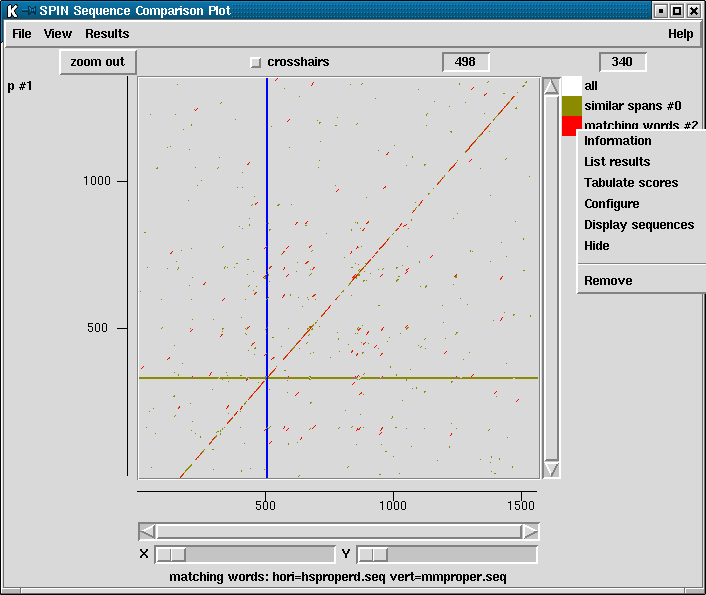 K SPIN Sequence Comparison Plot
File View Results Help
zoom out crosshairs 498 340
p #1
all
similar spans #0
matching words #2
Information
List results
Tabulate scores
Configure
Display sequences
Hide
Remove
1000
500
500 1000 1500
X Y
matching words: hori=hsproperd.seq vert=mmproper.seq